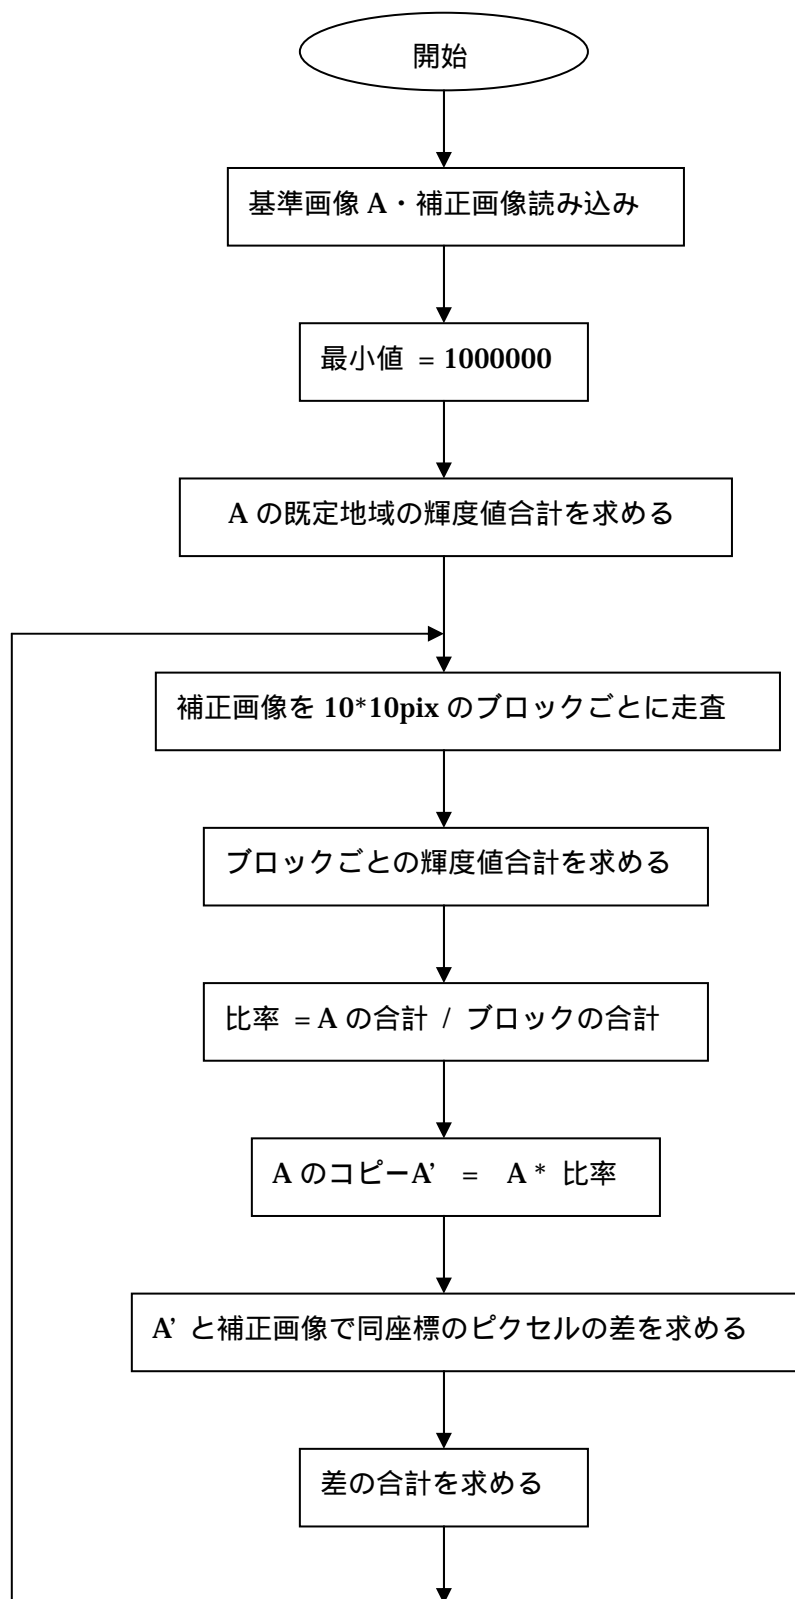 開始
基準画像 A・補正画像読み込み
最小値 = 1000000
A の既定地域の輝度値合計を求める
補正画像を 10*10pix のブロックごとに走査
ブロックごとの輝度値合計を求める
比率 = A の合計 / ブロックの合計
A のコピーA’ = A * 比率
A’ と補正画像で同座標のピクセルの差を求める
差の合計を求める